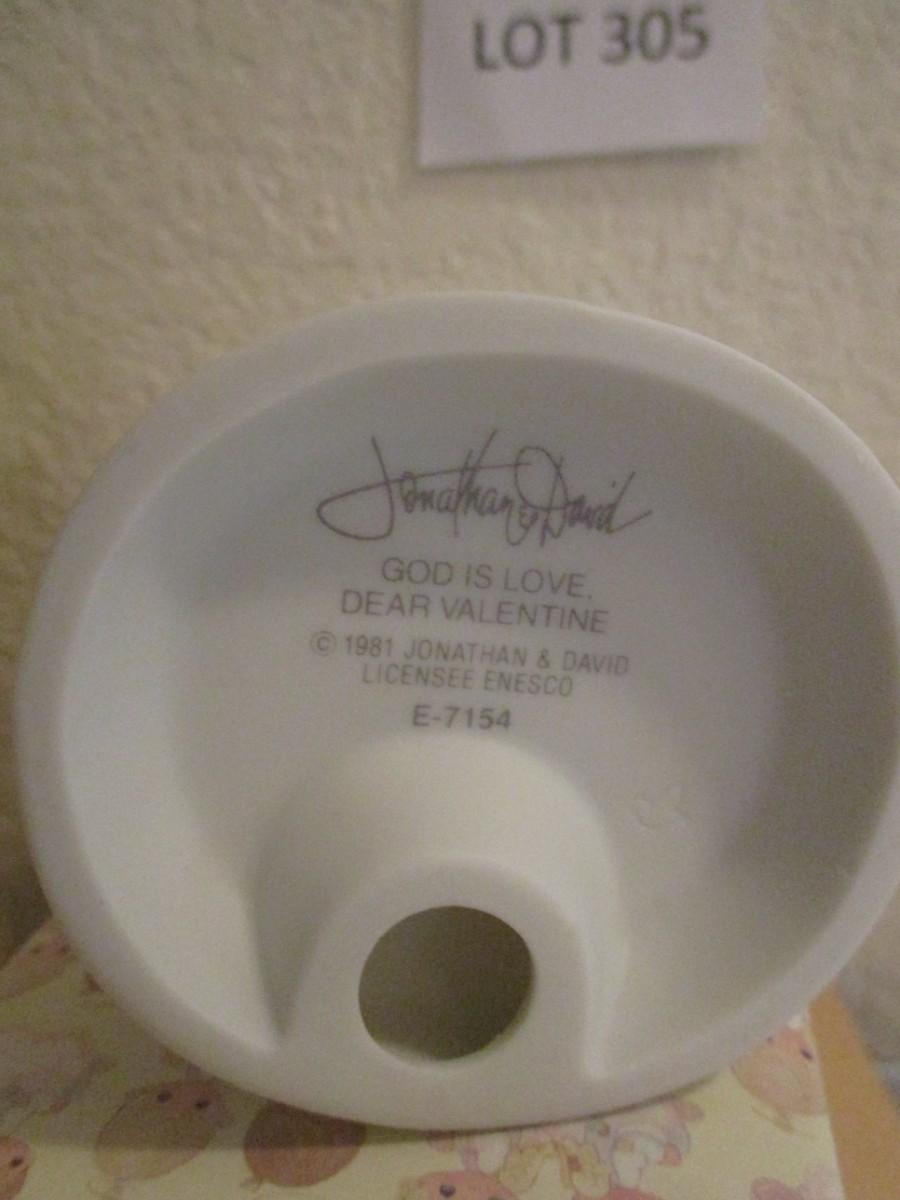 LOT 305
Jonathan & David
GOD IS LOVE,
DEAR VALENTINE
© 1981 JONATHAN & DAVID
LICENSEE ENESCO
E-7154